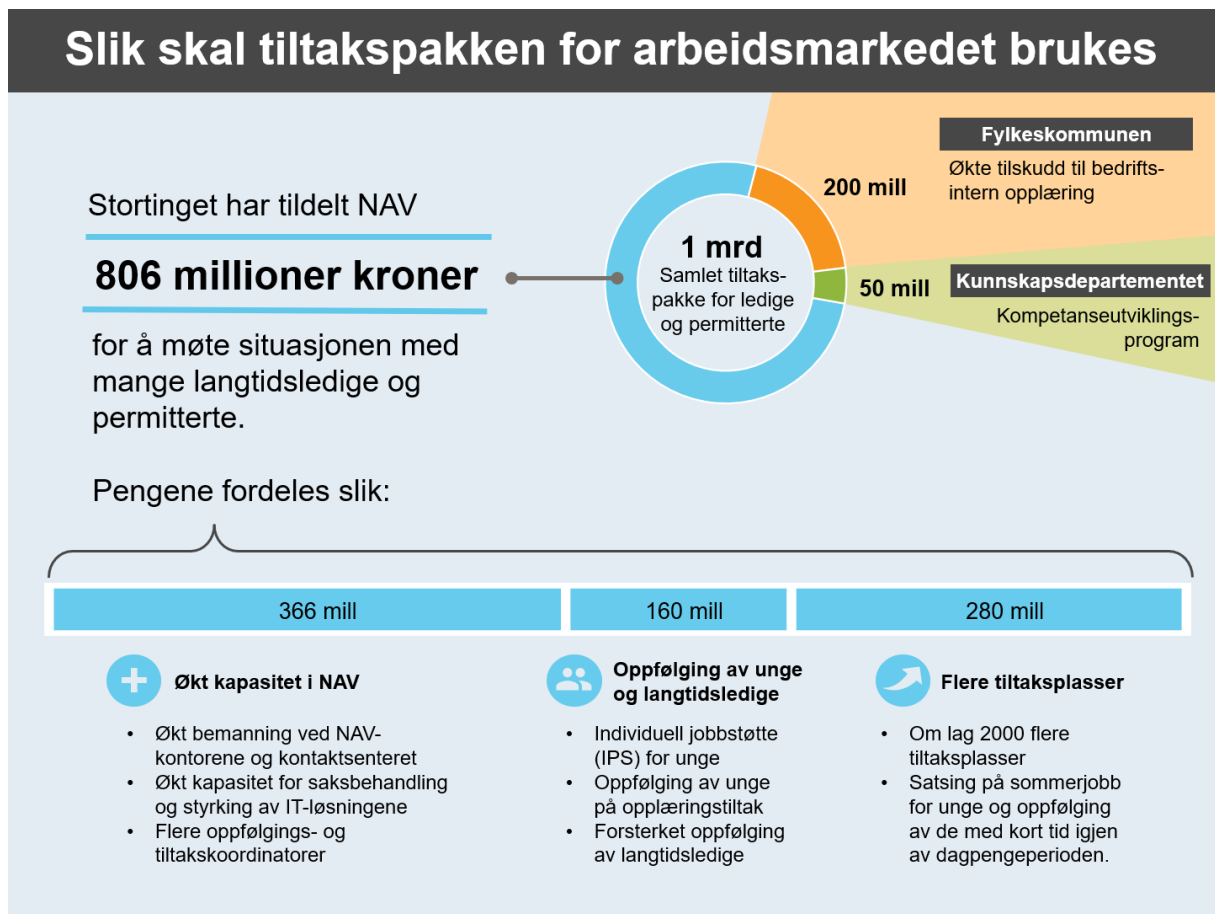 Slik skal tiltakspakken for arbeidsmarkedet brukes
Stortinget har tildelt NAV
806 millioner kroner
for å møte situasjonen med
mange langtidsledige og
permitterte.
1 mrd
Samlet tiltaks-
pakke for ledige
og permitterte
200 mill
Fylkeskommunen
Økte tilskudd til bedrifts-
intern opplæring
50 mill
Kunnskapsdepartementet
Kompetanseutviklings-
program
Pengene fordeles slik:
366 mill
160 mill
280 mill
Økt kapasitet i NAV
• Økt bemanning ved NAV-
kontorene og kontaktsenteret
• Økt kapasitet for saksbehandling
og styrking av IT-løsningene
• Flere oppfølgings- og
tiltakskoordinatorer
Oppfølging av unge
og langtidsledige
• Individuell jobbstøtte
(IPS) for unge
• Oppfølging av unge
på opplæringstiltak
• Forsterket oppfølging
av langtidsledige
Flere tiltaksplasser
• Om lag 2000 flere
tiltaksplasser
• Satsing på sommerjobb
for unge og oppfølging
av de med kort tid igjen
av dagpengeperioden.